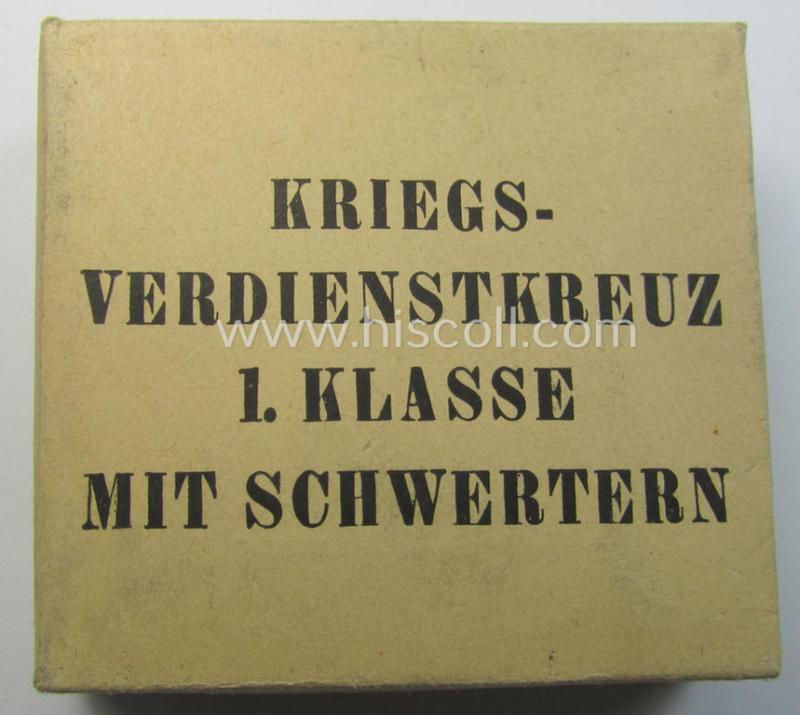 KRIEGS-
VERDIENSTKREUZ
www.hiscoll.com
1. KLASSE
MIT SCHWERTERN